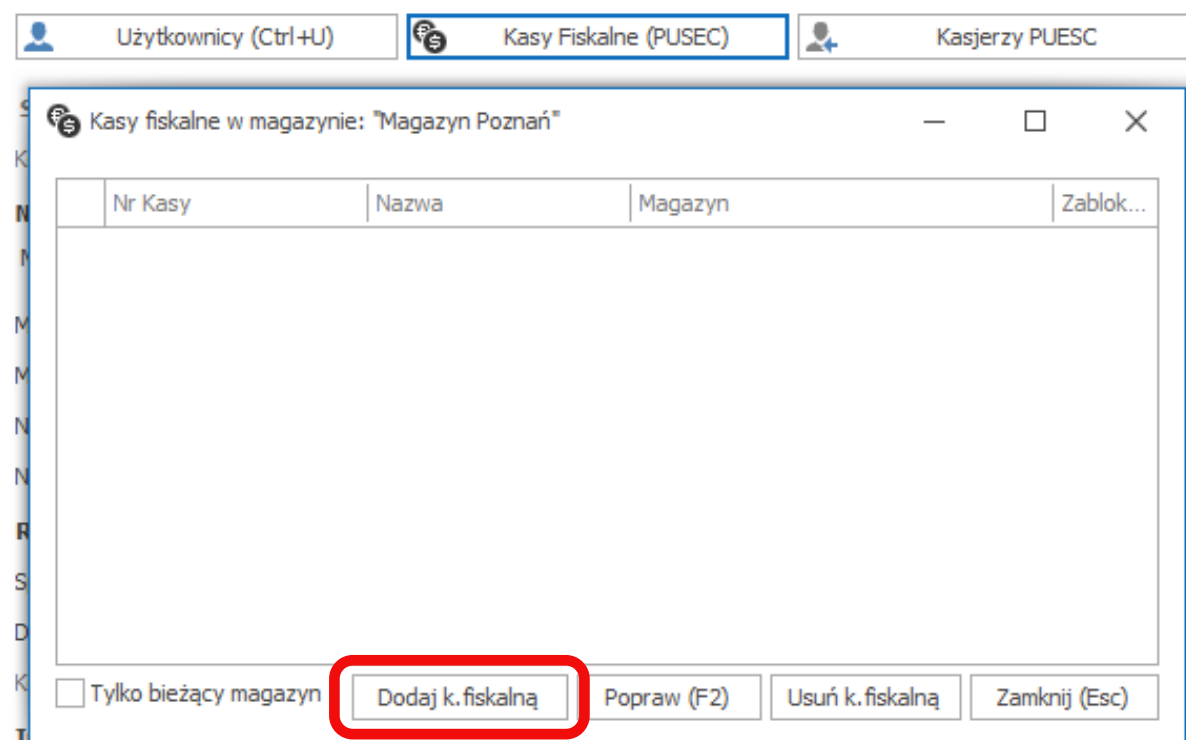 Użytkownicy (Ctrl+U) Kasy Fiskalne (PUSEC) Kasjerzy PUESC
Kasy fiskalne w magazynie: "Magazyn Poznań"
Nr Kasy Nazwa Magazyn Zablok...
Tylko bieżący magazyn Dodaj k.fiskalną Popraw (F2) Usuń k.fiskalną Zamknij (Esc)